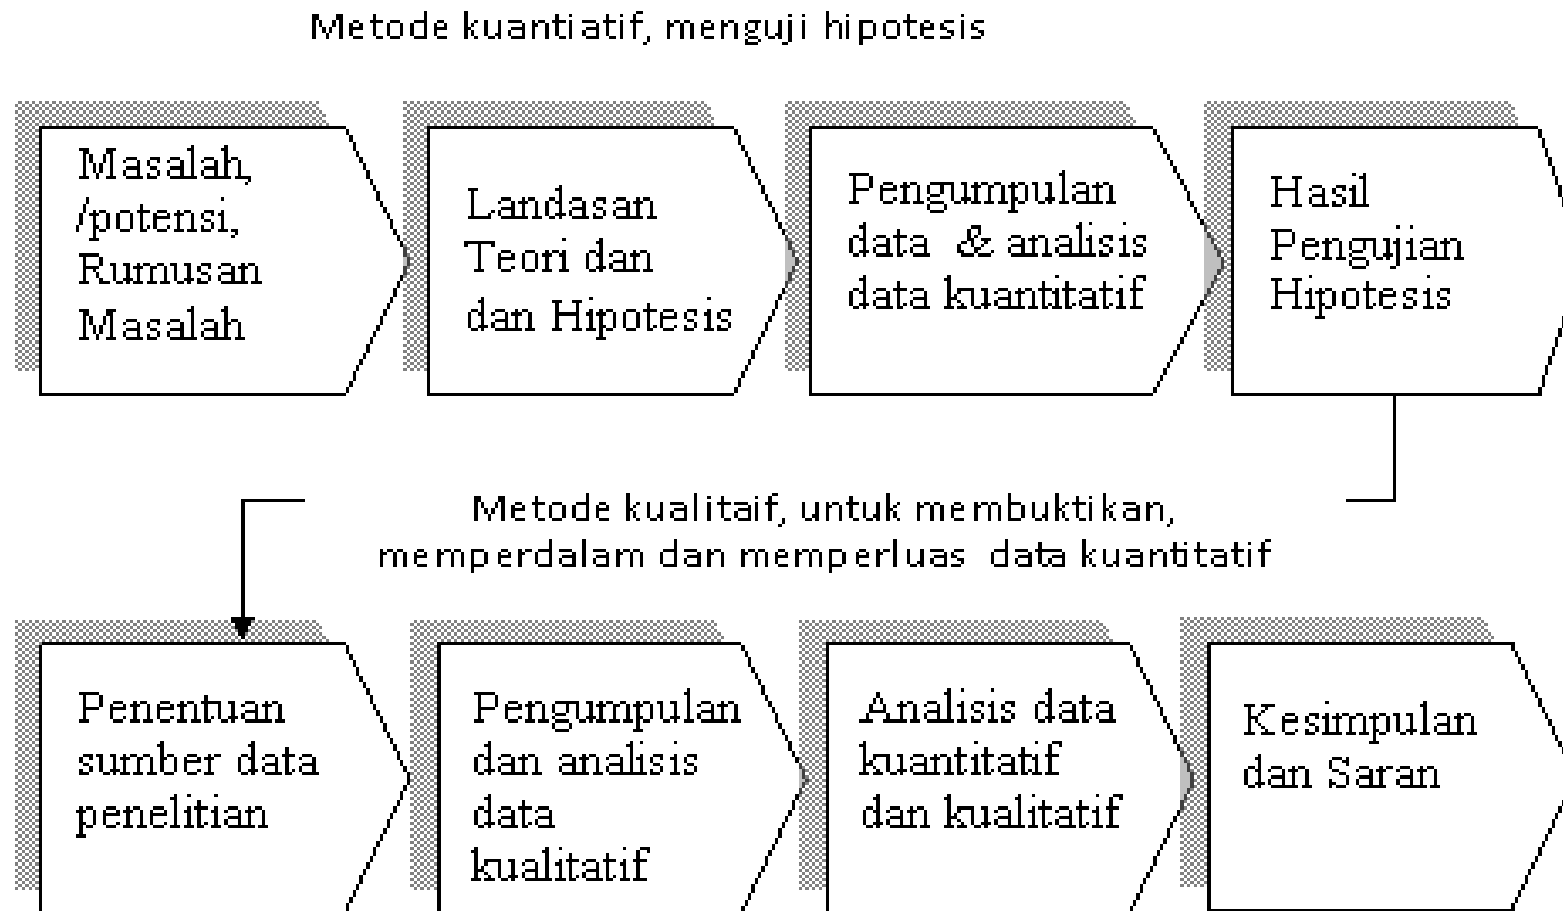 Metode kuantiatif, menguji hipotesis
Masalah,
/potensi,
Rumusan
Masalah
Landasan
Teori dan
dan Hipotesis
Pengumpulan
data & analisis
data kuantitatif
Hasil
Pengujian
Hipotesis
Metode kualitaif, untuk membuktikan,
memperdalam dan memperluas data kuantitatif
Penentuan
sumber data
penelitian
Pengumpulan
dan analisis
data
kualitatif
Analisis data
kuantitatif
dan kualitatif
Kesimpulan
dan Saran